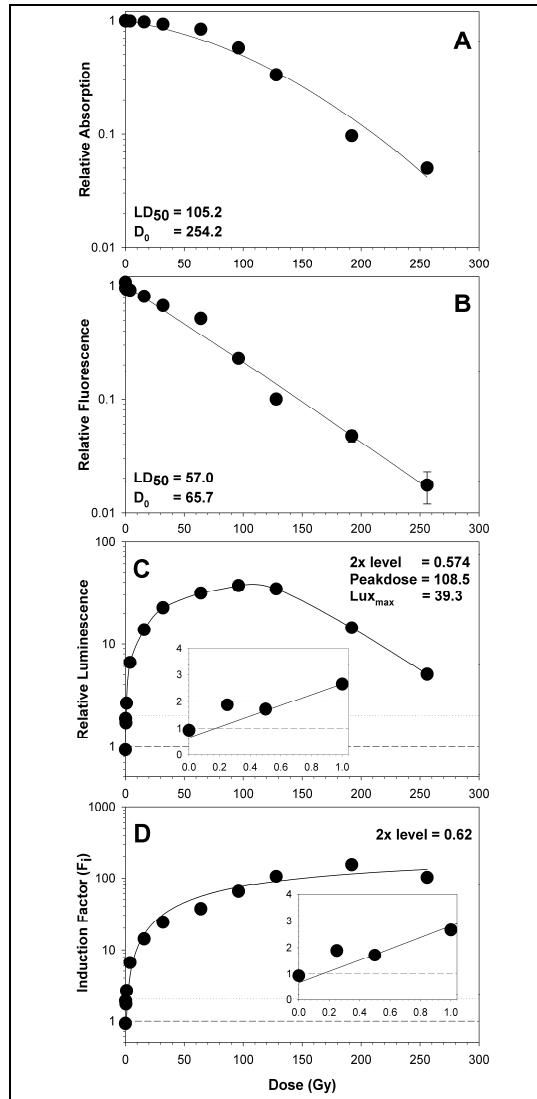 A
Relative Absorption
1
0.1
0.01
LD50 = 105.2
D0 = 254.2
0 50 100 150 200 250 300
B
Relative Fluorescence
1
0.1
0.01
LD50 = 57.0
D0 = 65.7
0 50 100 150 200 250 300
C
Relative Luminescence
100
10
1
2x level = 0.574
Peakdose = 108.5
Luxmax = 39.3
4
3
2
1
0
0.0 0.2 0.4 0.6 0.8 1.0
0 50 100 150 200 250 300
D
Induction Factor (Fi)
1000
100
10
1
2x level = 0.62
4
3
2
1
0
0.0 0.2 0.4 0.6 0.8 1.0
0 50 100 150 200 250 300
Dose (Gy)